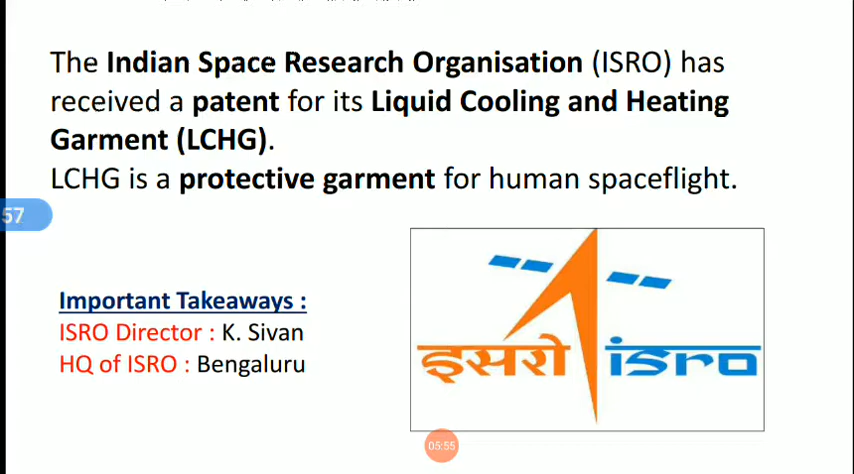 The Indian Space Research Organisation (ISRO) has
received a patent for its Liquid Cooling and Heating
Garment (LCHG).
LCHG is a protective garment for human spaceflight.
57
Important Takeaways :
ISRO Director : K. Sivan
HQ of ISRO : Bengaluru
इसरो isro
05:55